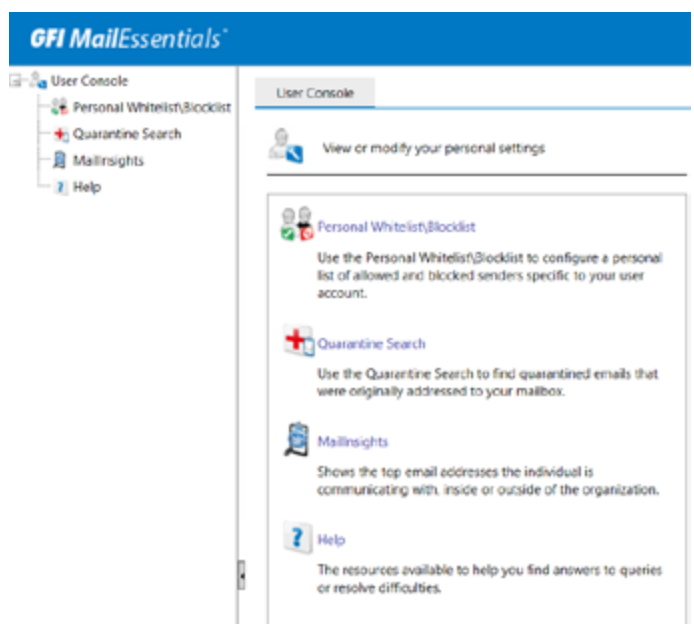 GFI MailEssentials™
User Console
Personal Whitelist\Blocklist
Quarantine Search
MailInsights
Help
User Console
View or modify your personal settings
Personal Whitelist\Blocklist
Use the Personal Whitelist\Blocklist to configure a personal
list of allowed and blocked senders specific to your user
account.
Quarantine Search
Use the Quarantine Search to find quarantined emails that
were originally addressed to your mailbox.
MailInsights
Shows the top email addresses the individual is
communicating with, inside or outside of the organization.
Help
The resources available to help you find answers to queries
or resolve difficulties.